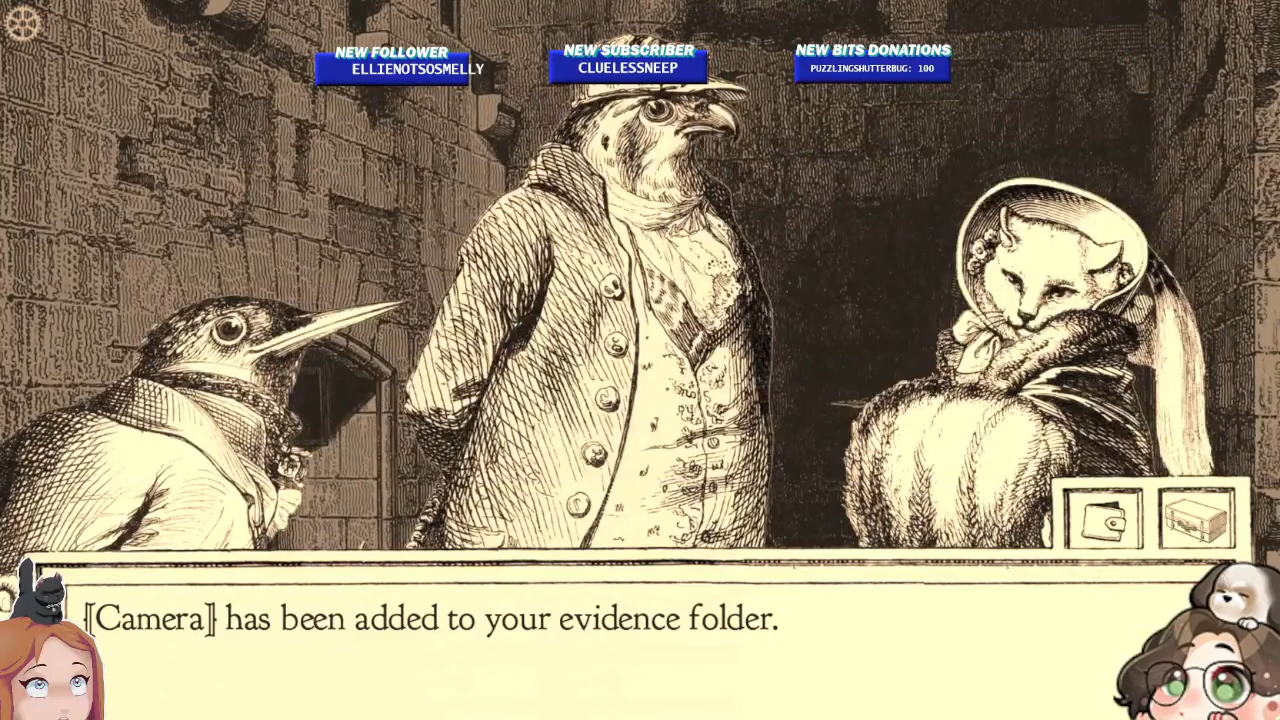 NEW FOLLOWER
ELLIENOTSOSMELLY
NEW SUBSCRIBER
CLUELESSNEEP
NEW BITS DONATIONS
PUZZLINGSHUTTERBUG: 100
[Camera] has been added to your evidence folder.